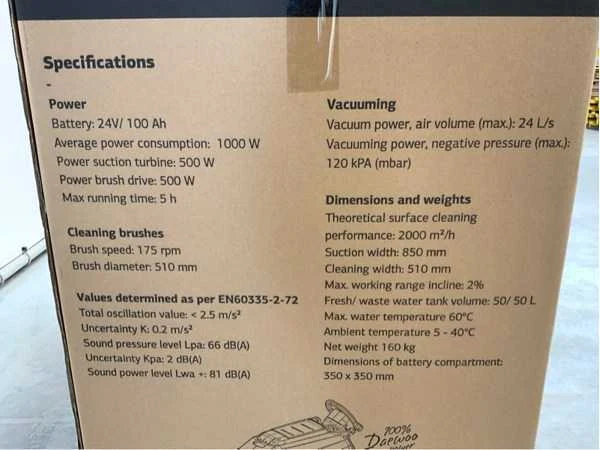 Specifications
-
Power
Battery: 24V/ 100 Ah
Average power consumption: 1000 W
Power suction turbine: 500 W
Power brush drive: 500 W
Max running time: 5 h
Cleaning brushes
Brush speed: 175 rpm
Brush diameter: 510 mm
Values determined as per EN60335-2-72
Total oscillation value: < 2.5 m/s²
Uncertainty K: 0.2 m/s²
Sound pressure level Lpa: 66 dB(A)
Uncertainty Kpa: 2 dB(A)
Sound power level Lwa +: 81 dB(A)
Vacuuming
Vacuum power, air volume (max.): 24 L/s
Vacuuming power, negative pressure (max.):
120 kPA (mbar)
Dimensions and weights
Theoretical surface cleaning
performance: 2000 m²/h
Suction width: 850 mm
Cleaning width: 510 mm
Max. working range incline: 2%
Fresh/ waste water tank volume: 50/ 50 L
Max. water temperature 60°C
Ambient temperature 5 - 40°C
Net weight 160 kg
Dimensions of battery compartment:
350 x 350 mm
100%
Daewoo